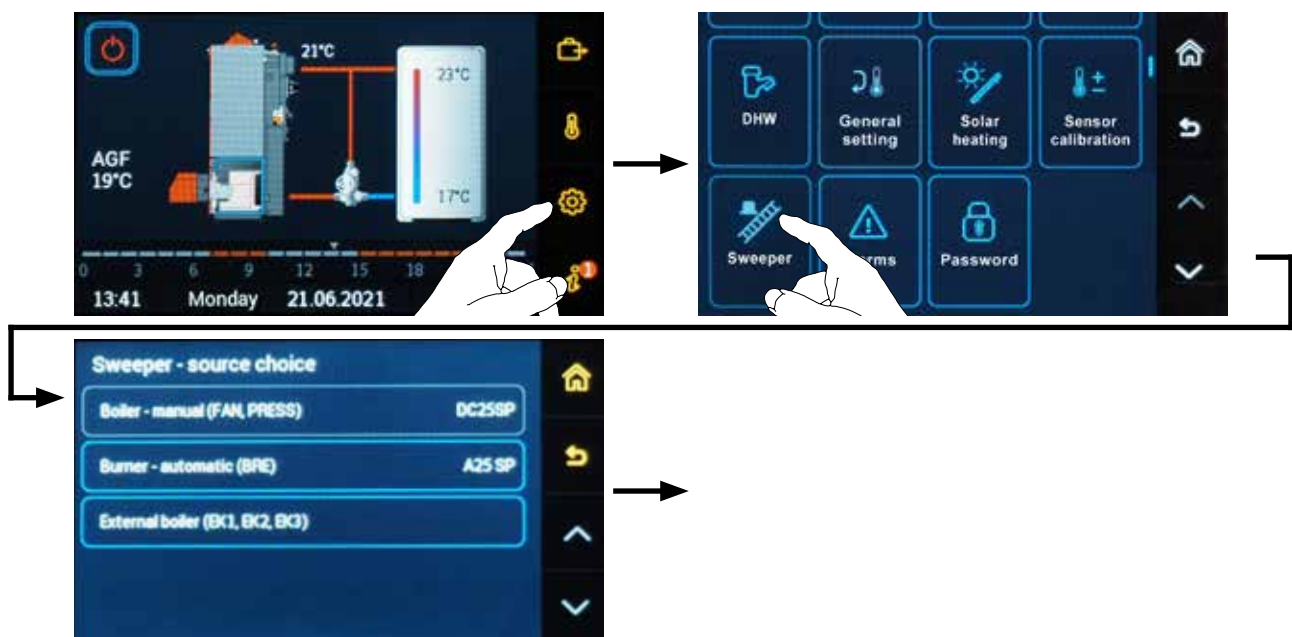 21°C
23°C
AGF
19°C
17°C
0 3 6 9 12 15 18
1
13:41 Monday 21.06.2021
DHW
General setting
Solar heating
Sensor calibration
Sweeper
Password
Sweeper - source choice
Boiler - manual (FAN, PRESS) DC25SP
Burner - automatic (BRE) A25 SP
External boiler (EK1, EK2, EK3)